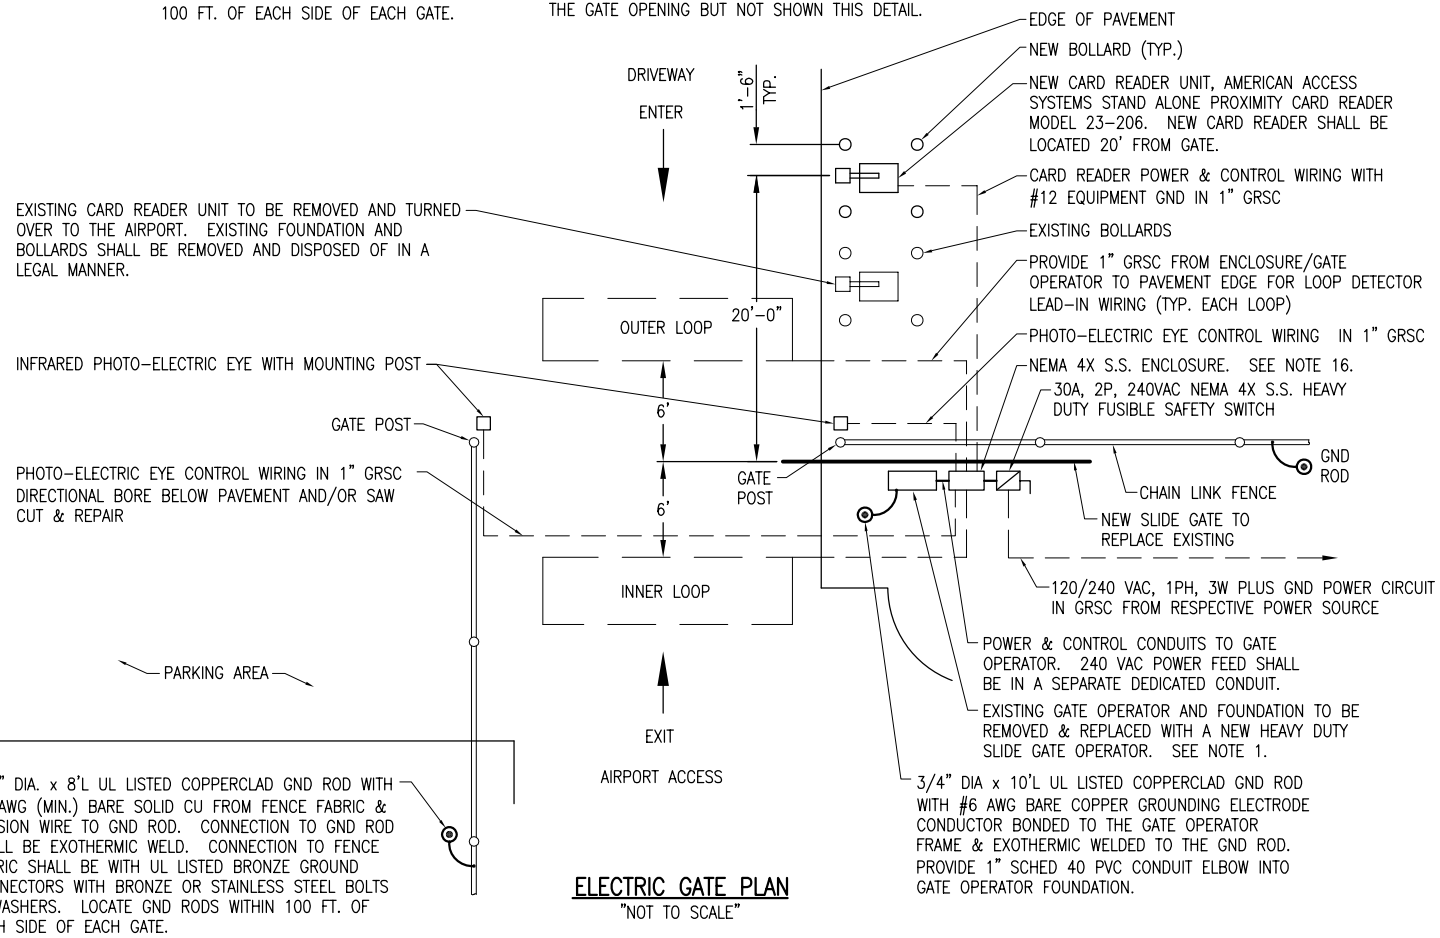 100 FT. OF EACH SIDE OF EACH GATE.
THE GATE OPENING BUT NOT SHOWN THIS DETAIL.
EDGE OF PAVEMENT
NEW BOLLARD (TYP.)
NEW CARD READER UNIT, AMERICAN ACCESS
SYSTEMS STAND ALONE PROXIMITY CARD READER
MODEL 23-206. NEW CARD READER SHALL BE
LOCATED 20' FROM GATE.
DRIVEWAY
ENTER
1'-6"
TYP.
CARD READER POWER & CONTROL WIRING WITH
#12 EQUIPMENT GND IN 1" GRSC
EXISTING CARD READER UNIT TO BE REMOVED AND TURNED
OVER TO THE AIRPORT. EXISTING FOUNDATION AND
BOLLARDS SHALL BE REMOVED AND DISPOSED OF IN A
LEGAL MANNER.
EXISTING BOLLARDS
PROVIDE 1" GRSC FROM ENCLOSURE/GATE
OPERATOR TO PAVEMENT EDGE FOR LOOP DETECTOR
LEAD-IN WIRING (TYP. EACH LOOP)
OUTER LOOP
20'-0"
PHOTO-ELECTRIC EYE CONTROL WIRING IN 1" GRSC
INFRARED PHOTO-ELECTRIC EYE WITH MOUNTING POST
NEMA 4X S.S. ENCLOSURE. SEE NOTE 16.
30A, 2P, 240VAC NEMA 4X S.S. HEAVY
DUTY FUSIBLE SAFETY SWITCH
6'
GATE POST
GND
ROD
PHOTO-ELECTRIC EYE CONTROL WIRING IN 1" GRSC
DIRECTIONAL BORE BELOW PAVEMENT AND/OR SAW
CUT & REPAIR
GATE
POST
CHAIN LINK FENCE
6'
NEW SLIDE GATE TO
REPLACE EXISTING
INNER LOOP
120/240 VAC, 1PH, 3W PLUS GND POWER CIRCUIT
IN GRSC FROM RESPECTIVE POWER SOURCE
POWER & CONTROL CONDUITS TO GATE
OPERATOR. 240 VAC POWER FEED SHALL
BE IN A SEPARATE DEDICATED CONDUIT.
PARKING AREA
EXISTING GATE OPERATOR AND FOUNDATION TO BE
REMOVED & REPLACED WITH A NEW HEAVY DUTY
SLIDE GATE OPERATOR. SEE NOTE 1.
EXIT
AIRPORT ACCESS
" DIA. x 8'L UL LISTED COPPERCLAD GND ROD WITH
AWG (MIN.) BARE SOLID CU FROM FENCE FABRIC &
SION WIRE TO GND ROD. CONNECTION TO GND ROD
LL BE EXOTHERMIC WELD. CONNECTION TO FENCE
RIC SHALL BE WITH UL LISTED BRONZE GROUND
NNECTORS WITH BRONZE OR STAINLESS STEEL BOLTS
WASHERS. LOCATE GND RODS WITHIN 100 FT. OF
H SIDE OF EACH GATE.
3/4" DIA x 10'L UL LISTED COPPERCLAD GND ROD
WITH #6 AWG BARE COPPER GROUNDING ELECTRODE
CONDUCTOR BONDED TO THE GATE OPERATOR
FRAME & EXOTHERMIC WELDED TO THE GND ROD.
PROVIDE 1" SCHED 40 PVC CONDUIT ELBOW INTO
GATE OPERATOR FOUNDATION.
ELECTRIC GATE PLAN
"NOT TO SCALE"